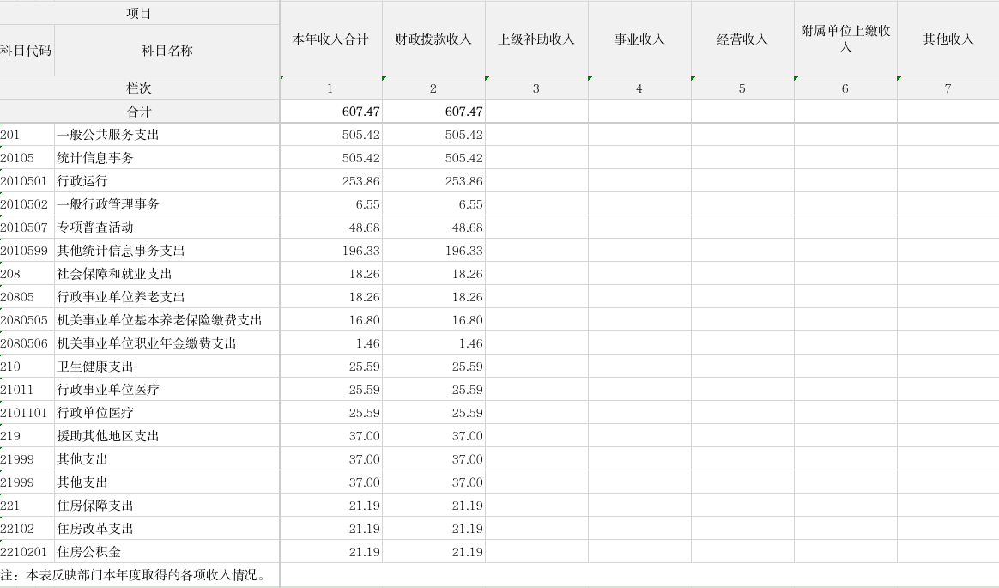 项目
本年收入合计 财政拨款收入 上级补助收入 事业收入 经营收入 附属单位上缴收入 其他收入
科目代码 科目名称
栏次 1 2 3 4 5 6 7
合计 607.47 607.47
201 一般公共服务支出 505.42 505.42
20105 统计信息事务 505.42 505.42
2010501 行政运行 253.86 253.86
2010502 一般行政管理事务 6.55 6.55
2010507 专项普查活动 48.68 48.68
2010599 其他统计信息事务支出 196.33 196.33
208 社会保障和就业支出 18.26 18.26
20805 行政事业单位养老支出 18.26 18.26
2080505 机关事业单位基本养老保险缴费支出 16.80 16.80
2080506 机关事业单位职业年金缴费支出 1.46 1.46
210 卫生健康支出 25.59 25.59
21011 行政事业单位医疗 25.59 25.59
2101101 行政单位医疗 25.59 25.59
219 援助其他地区支出 37.00 37.00
21999 其他支出 37.00 37.00
21999 其他支出 37.00 37.00
221 住房保障支出 21.19 21.19
22102 住房改革支出 21.19 21.19
2210201 住房公积金 21.19 21.19
注：本表反映部门本年度取得的各项收入情况。